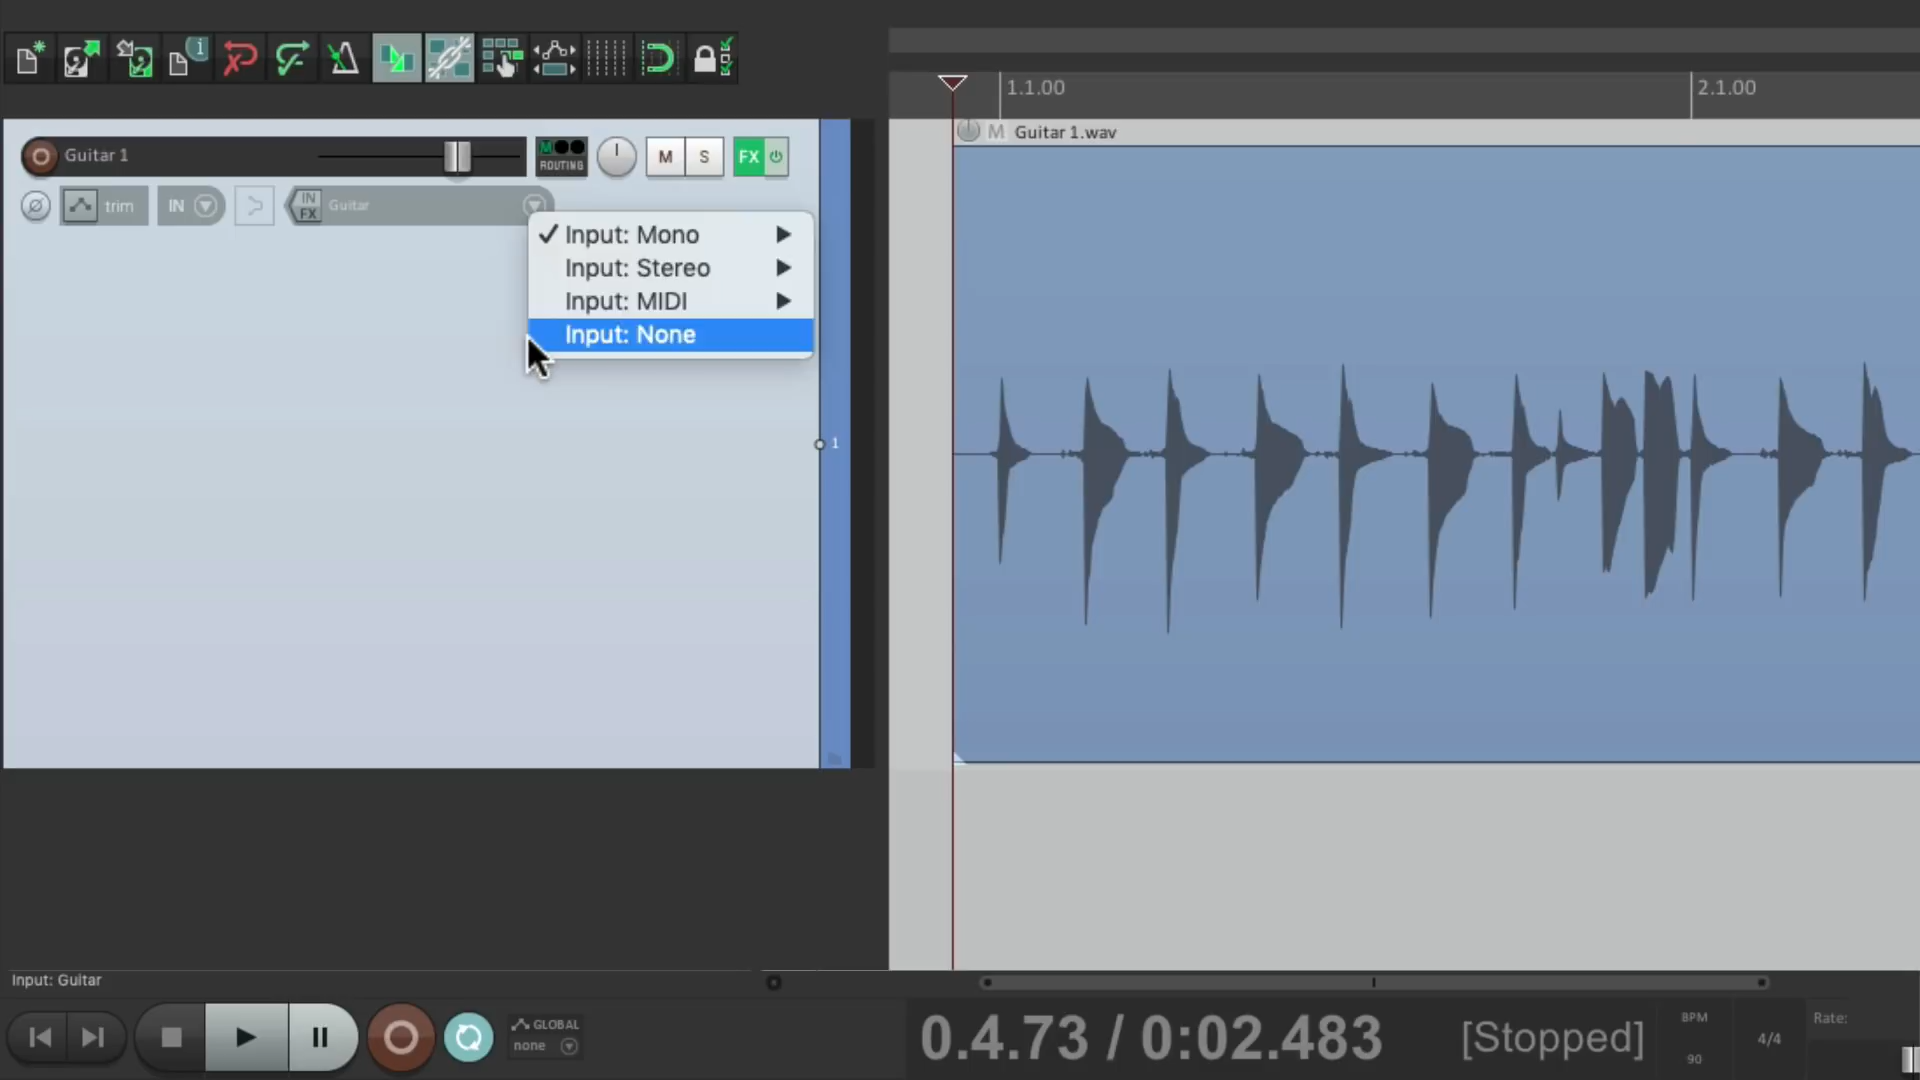 i
1.1.00
2.1.00
M Guitar 1.wav
Guitar 1
M
ROUTING
M
S
FX
trim
IN
IN
FX
Guitar
Input: Mono
Input: Stereo
Input: MIDI
Input: None
1
Input: Guitar
GLOBAL
none
0.4.73 / 0:02.483
[Stopped]
BPM
90
4/4
Rate: